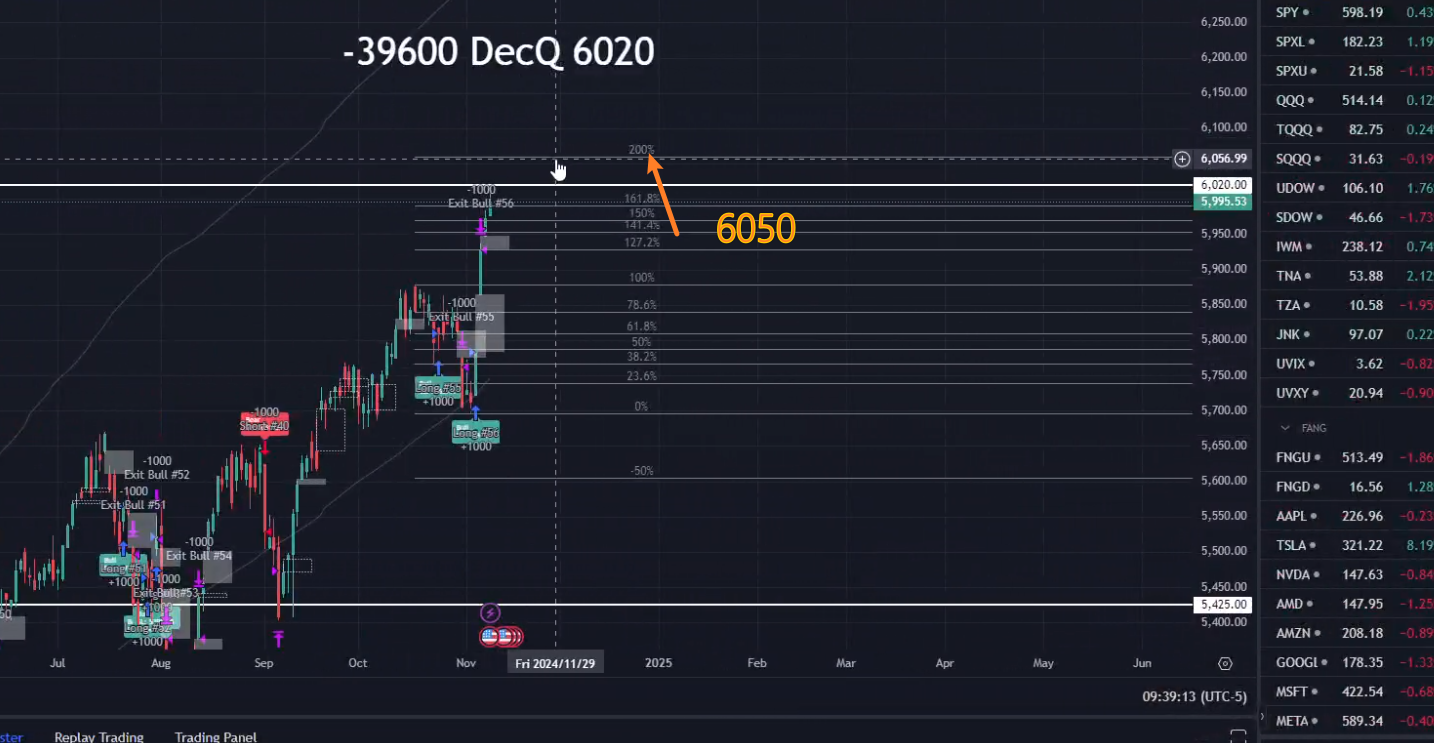 -39600 DecQ 6020
6050
6,250.00
6,200.00
6,150.00
6,100.00
6,056.99
6,020.00
5,995.53
5,950.00
5,900.00
5,850.00
5,800.00
5,750.00
5,700.00
5,650.00
5,600.00
5,550.00
5,500.00
5,450.00
5,425.00
5,400.00
200%
161.8%
150%
141.4%
127.2%
100%
78.6%
61.8%
50%
38.2%
23.6%
0%
-50%
-1000
Exit Bull #56
-1000
Exit Bull #55
Long #55
+1000
Long #56
+1000
-1000
Short #40
-1000
Exit Bull #52
-1000
Exit Bull #51
-1000
Exit Bull #54
Long #51
+1000
Exit Bull #53
Long #52
+1000
Jul
Aug
Sep
Oct
Nov
Fri 2024/11/29
2025
Feb
Mar
Apr
May
Jun
09:39:13 (UTC-5)
Replay Trading
Trading Panel
SPY 598.19 0.43
SPXL 182.23 1.19
SPXU 21.58 -1.15
QQQ 514.14 0.12
TQQQ 82.75 0.24
SQQQ 31.63 -0.19
UDOW 106.10 1.76
SDOW 46.66 -1.73
IWM 238.12 0.74
TNA 53.88 2.12
TZA 10.58 -1.95
JNK 97.07 0.22
UVIX 3.62 -0.82
UVXY 20.94 -0.90
FANG
FNGU 513.49 -1.86
FNGD 16.56 1.28
AAPL 226.96 -0.23
TSLA 321.22 8.19
NVDA 147.63 -0.84
AMD 147.95 -1.25
AMZN 208.18 -0.89
GOOGL 178.35 -1.33
MSFT 422.54 -0.68
META 589.34 -0.40